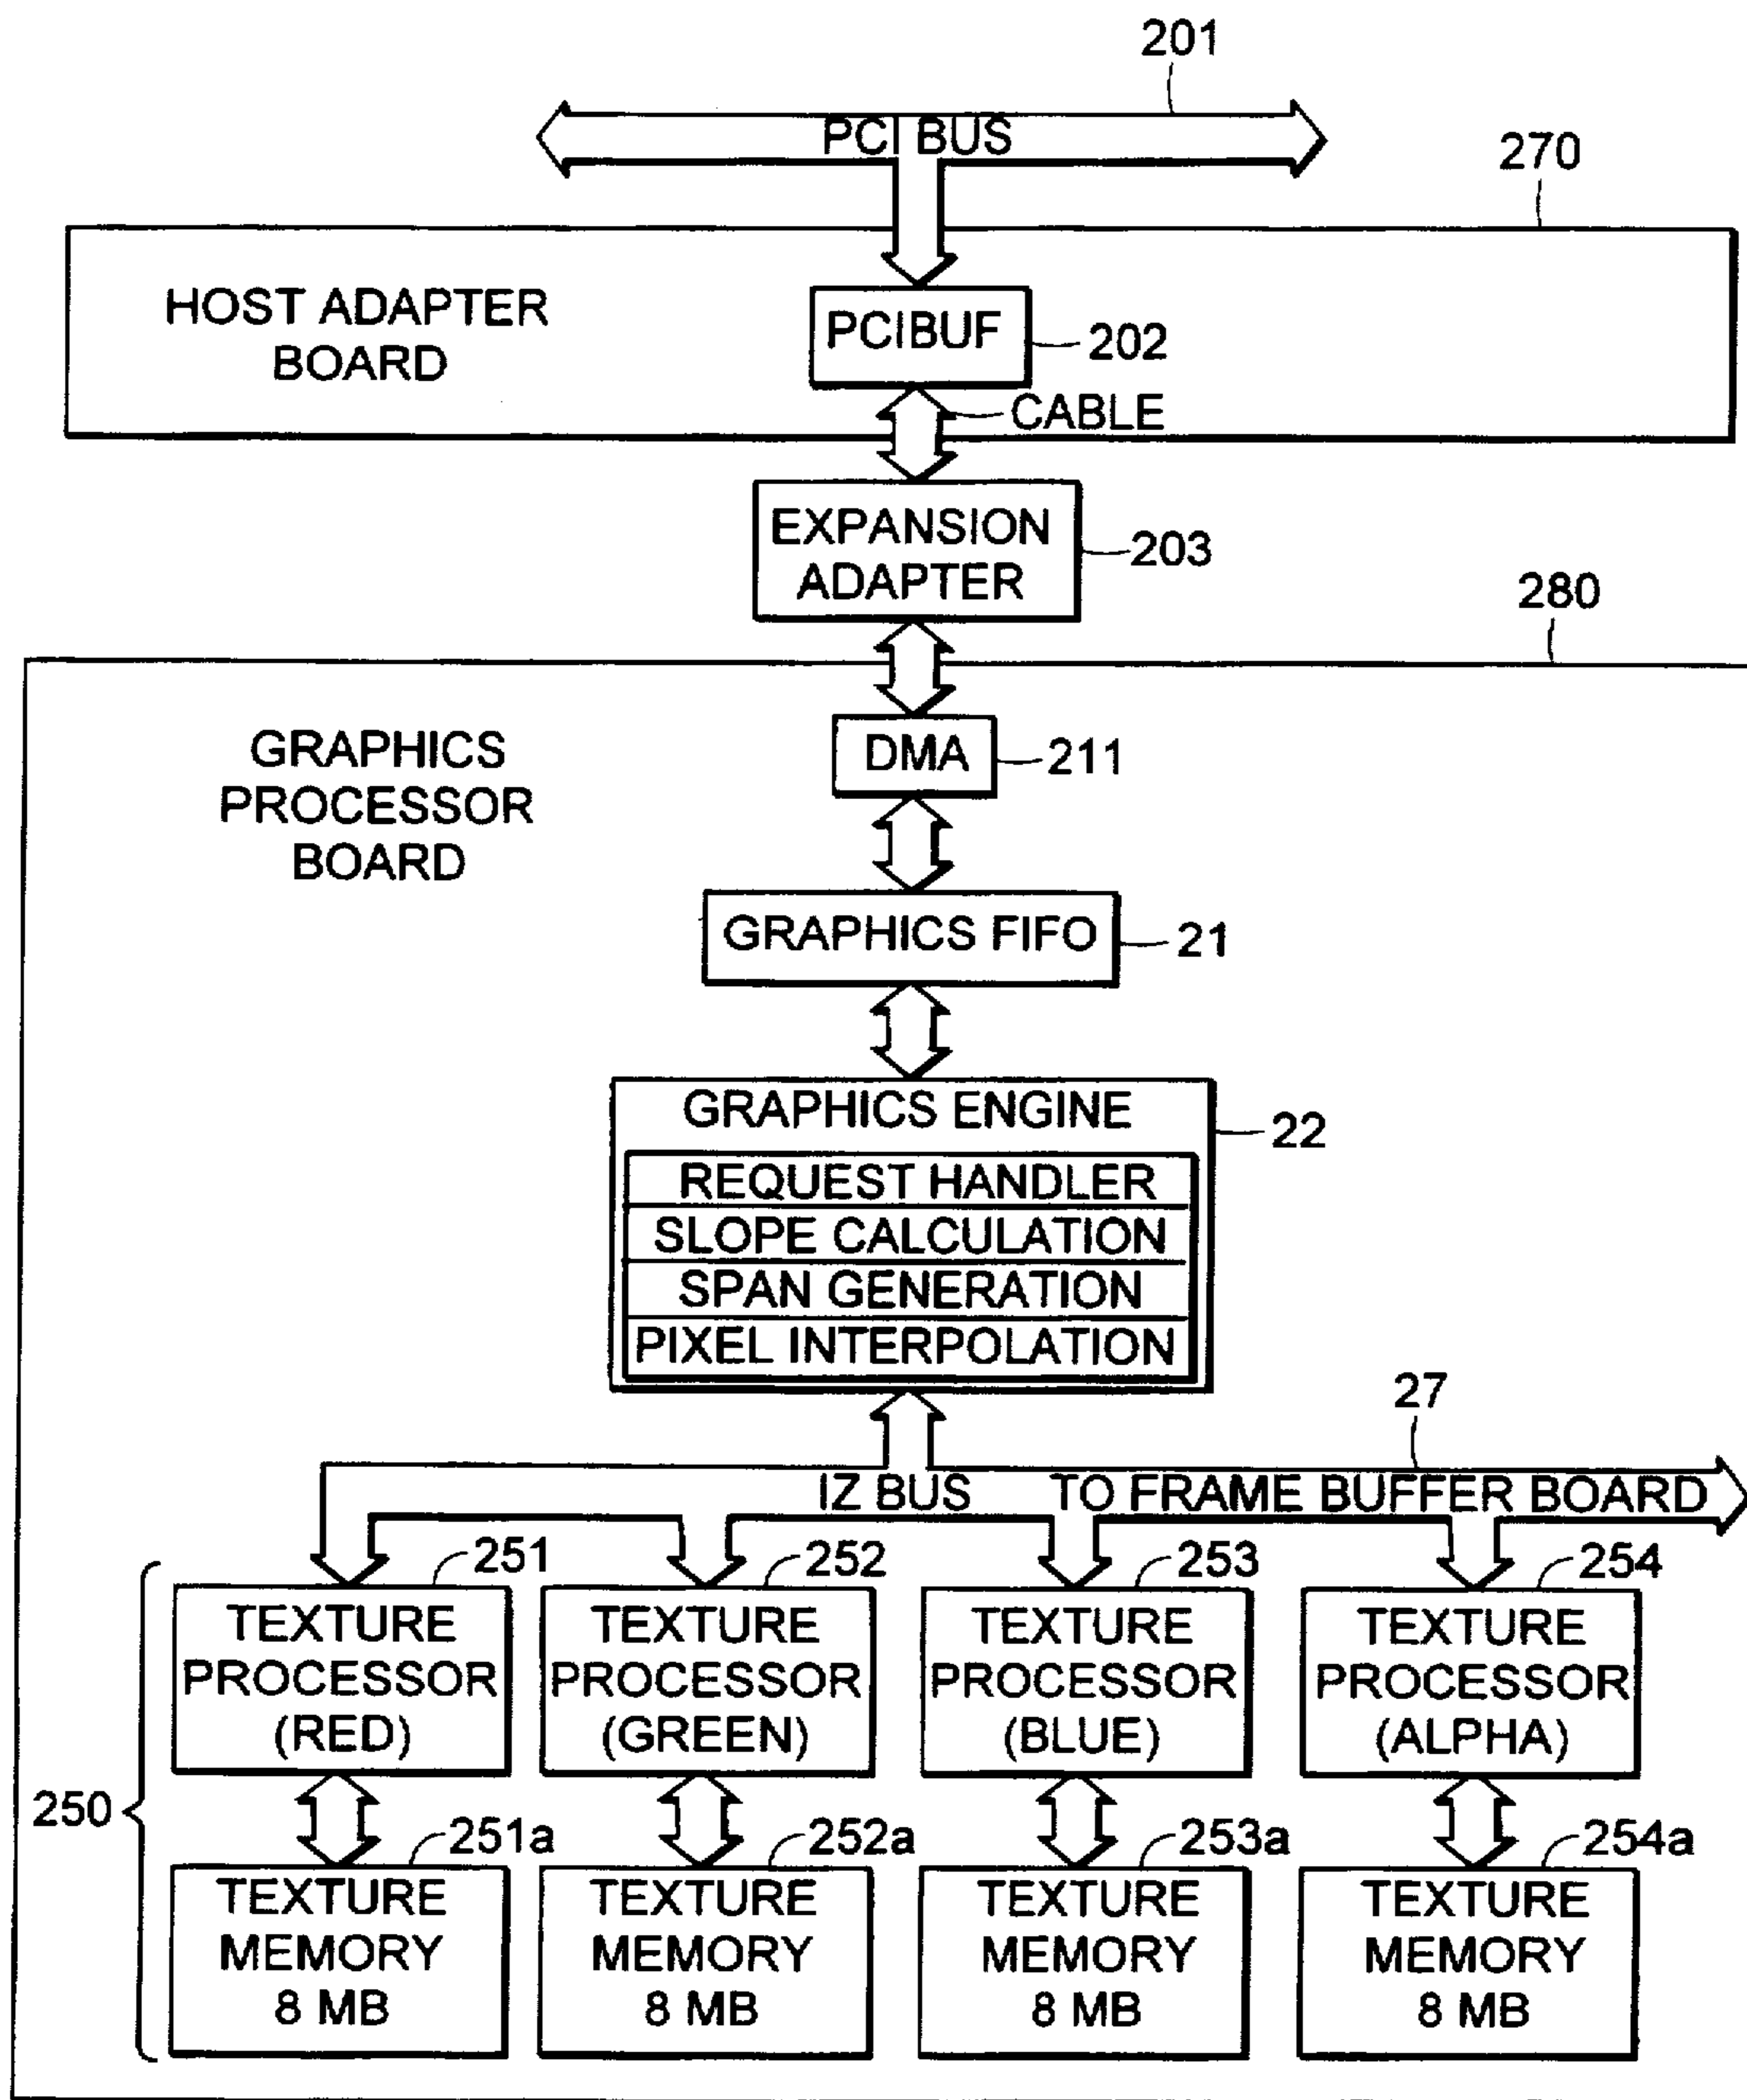 201
PCI BUS
270
HOST ADAPTER
BOARD
PCIBUF
202
CABLE
EXPANSION
ADAPTER
203
280
GRAPHICS
PROCESSOR
BOARD
DMA
211
GRAPHICS FIFO
21
GRAPHICS ENGINE
22
REQUEST HANDLER
SLOPE CALCULATION
SPAN GENERATION
PIXEL INTERPOLATION
27
IZ BUS
TO FRAME BUFFER BOARD
251
252
253
254
TEXTURE
PROCESSOR
(RED)
TEXTURE
PROCESSOR
(GREEN)
TEXTURE
PROCESSOR
(BLUE)
TEXTURE
PROCESSOR
(ALPHA)
250
251a
252a
253a
254a
TEXTURE
MEMORY
8 MB
TEXTURE
MEMORY
8 MB
TEXTURE
MEMORY
8 MB
TEXTURE
MEMORY
8 MB